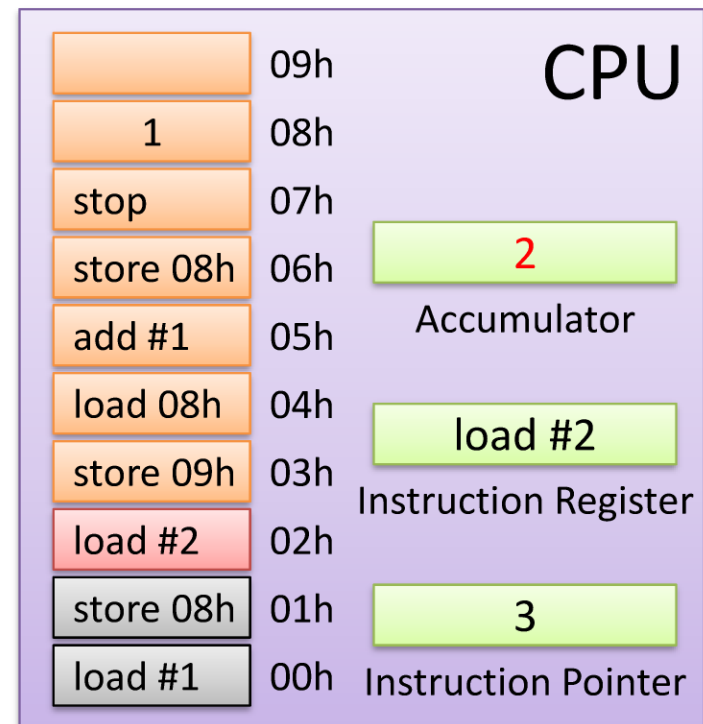 CPU
09h
1 08h
stop 07h
store 08h 06h
add #1 05h
load 08h 04h
store 09h 03h
load #2 02h
store 08h 01h
load #1 00h
2
Accumulator
load #2
Instruction Register
3
Instruction Pointer